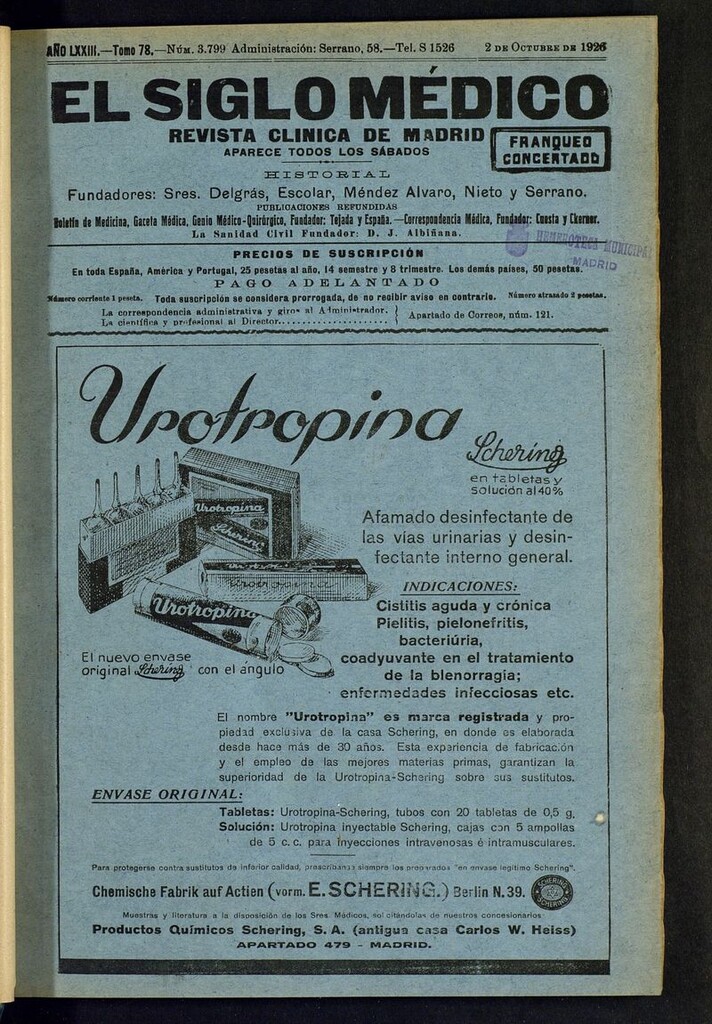 AÑO LXXIII.—Tomo 78.—NÚM. 3.799 Administración: Serrano, 58.—Tel. S 1526 2 DE OCTUBRE DE 1926
EL SIGLO MÉDICO
REVISTA CLINICA DE MADRID
APARECE TODOS LOS SÁBADOS
FRANQUEO
CONCERTADO
HISTORIAL
Fundadores: Sres. Delgrás, Escolar, Méndez Alvaro, Nieto y Serrano.
PUBLICACIONES REFUNDIDAS
Boletín de Medicina, Gaceta Médica, Genio Médico-Quirúrgico, Fundador: Tejada y España.—Correspondencia Médica, Fundador: Cuesta y Ckerner.
La Sanidad Civil Fundador: D. J. Albiñana.
HEMEROTECA MUNICIPAL
MADRID
PRECIOS DE SUSCRIPCIÓN
En toda España, América y Portugal, 25 pesetas al año, 14 semestre y 8 trimestre. Los demás países, 50 pesetas.
PAGO ADELANTADO
Número corriente 1 peseta. Toda suscripción se considera prorrogada, de no recibir aviso en contrario. Número atrasado 2 pesetas.
La correspondencia administrativa y giros al Administrador.
La científica y profesional al Director....................
Apartado de Correos, núm. 121.
Urotropina
Schering
en tabletas y
solución al 40%
Afamado desinfectante de
las vías urinarias y desin-
fectante interno general.
Urotropina
Schering
Urotropina
Urotropina
El nuevo envase
original Schering con el ángulo
INDICACIONES:
Cistitis aguda y crónica
Pielitis, pielonefritis,
bacteriúria,
coadyuvante en el tratamiento
de la blenorragia;
enfermedades infecciosas etc.
El nombre "Urotropina" es marca registrada y pro-
piedad exclusiva de la casa Schering, en donde es elaborada
desde hace más de 30 años. Esta experiencia de fabricación
y el empleo de las mejores materias primas, garantizan la
superioridad de la Urotropina-Schering sobre sus sustitutos.
ENVASE ORIGINAL:
Tabletas: Urotropina-Schering, tubos con 20 tabletas de 0,5 g.
Solución: Urotropina inyectable Schering, cajas con 5 ampollas
de 5 c. c. para inyecciones intravenosas é intramusculares.
Para protegerse contra sustitutos de inferior calidad, prescríbanse siempre los preparados "en envase legítimo Schering".
Chemische Fabrik auf Actien (vorm. E. SCHERING.) Berlin N. 39.
SCHERING
SCHERING
Muestras y literatura a la disposición de los Sres. Médicos, solicitándolas de nuestros concesionarios:
Productos Químicos Schering, S. A. (antigua casa Carlos W. Heiss)
APARTADO 479 - MADRID.